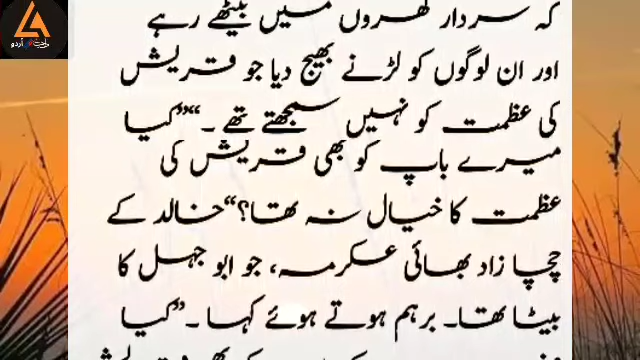 کہ سردار گھروں میں بیٹھے رہے
اور ان لوگوں کو لڑنے بھیج دیا جو قریش
کی عظمت کو نہیں سمجھتے تھے۔“ ”کیا
میرے باپ کو بھی قریش کی
عظمت کا خیال نہ تھا؟“ خالد کے
چچا زاد بھائی عکرمہ، جو ابو جہل کا
بیٹا تھا۔ برہم ہوتے ہوئے کہا۔ ”کیا